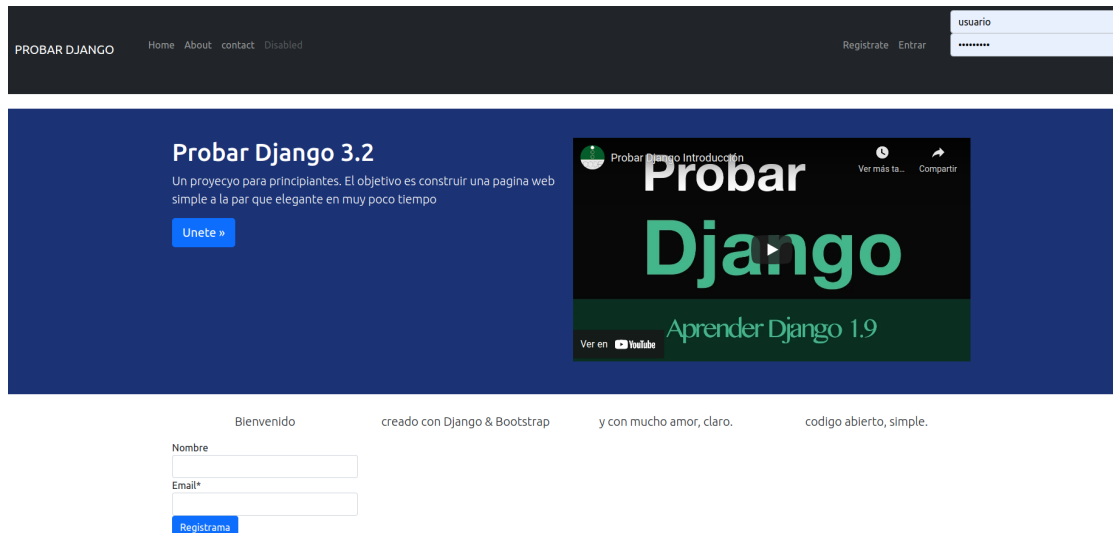 usuario
PROBAR DJANGO Home About contact Disabled Registrate Entrar
•••••••••
Probar Django 3.2
Un proyecyo para principiantes. El objetivo es construir una pagina web
simple a la par que elegante en muy poco tiempo
Unete »
Probar Django Introducción
Ver más ta... Compartir
Probar
Django
Aprender Django 1.9
Ver en YouTube
Bienvenido creado con Django & Bootstrap y con mucho amor, claro. codigo abierto, simple.
Nombre
Email*
Registrama